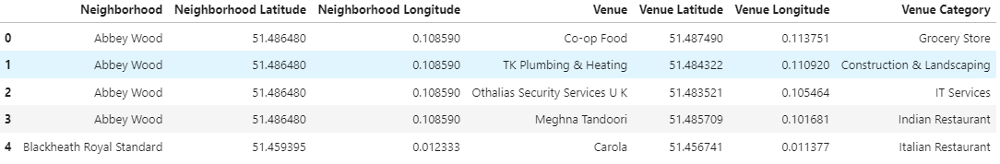 Neighborhood Neighborhood Latitude Neighborhood Longitude Venue Venue Latitude Venue Longitude Venue Category
0 Abbey Wood 51.486480 0.108590 Co-op Food 51.487490 0.113751 Grocery Store
1 Abbey Wood 51.486480 0.108590 TK Plumbing & Heating 51.484322 0.110920 Construction & Landscaping
2 Abbey Wood 51.486480 0.108590 Othalias Security Services U K 51.483521 0.105464 IT Services
3 Abbey Wood 51.486480 0.108590 Meghna Tandoori 51.485709 0.101681 Indian Restaurant
4 Blackheath Royal Standard 51.459395 0.012333 Carola 51.456741 0.011377 Italian Restaurant